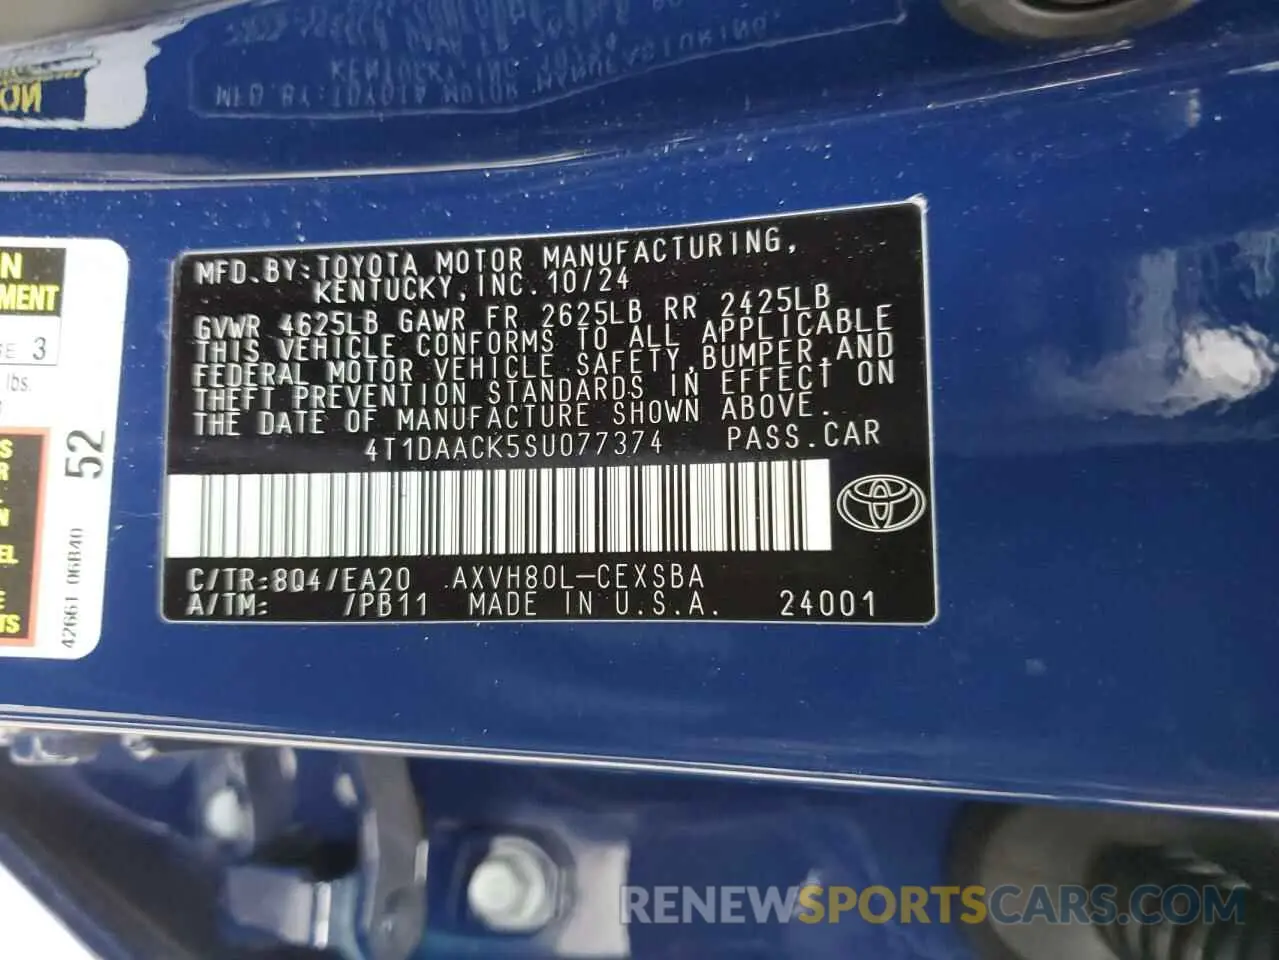 MFD.BY:TOYOTA MOTOR MANUFACTURING,
KENTUCKY,INC.10/24
GVWR 4625LB GAWR FR 2625LB RR 2425LB
THIS VEHICLE CONFORMS TO ALL APPLICABLE
FEDERAL MOTOR VEHICLE SAFETY,BUMPER,AND
THEFT PREVENTION STANDARDS IN EFFECT ON
THE DATE OF MANUFACTURE SHOWN ABOVE.
4T1DAACK5SU077374 PASS.CAR
C/TR:8Q4/EA20 AXVH80L-CEXSBA
A/TM: /PB11 MADE IN U.S.A. 24001
3
lbs.
52
42661 06B40
RENEWSPORTSCARS.COM